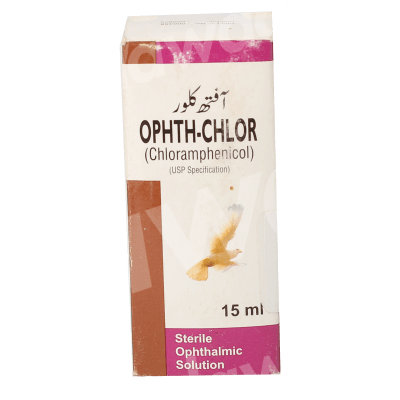 آفتھ کلور
OPHTH-CHLOR
(Chloramphenicol)
(USP Specification)
15 ml
Sterile
Ophthalmic
Solution